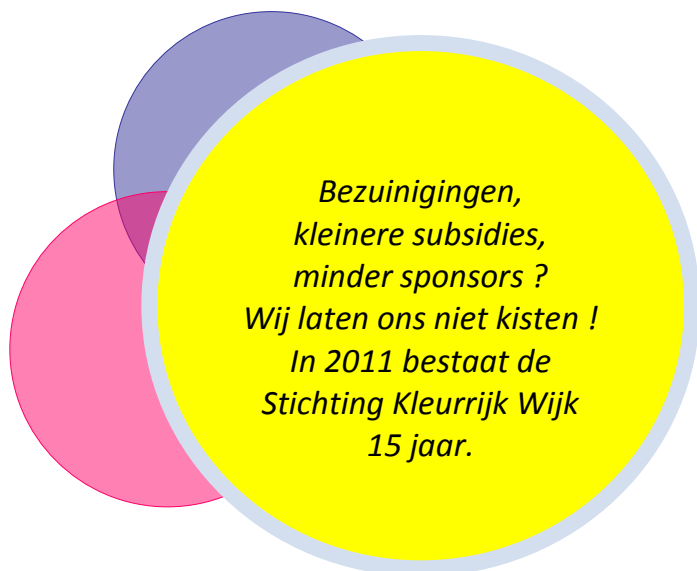 Bezuinigingen,
kleinere subsidies,
minder sponsors ?
Wij laten ons niet kisten !
In 2011 bestaat de
Stichting Kleurrijk Wijk
15 jaar.